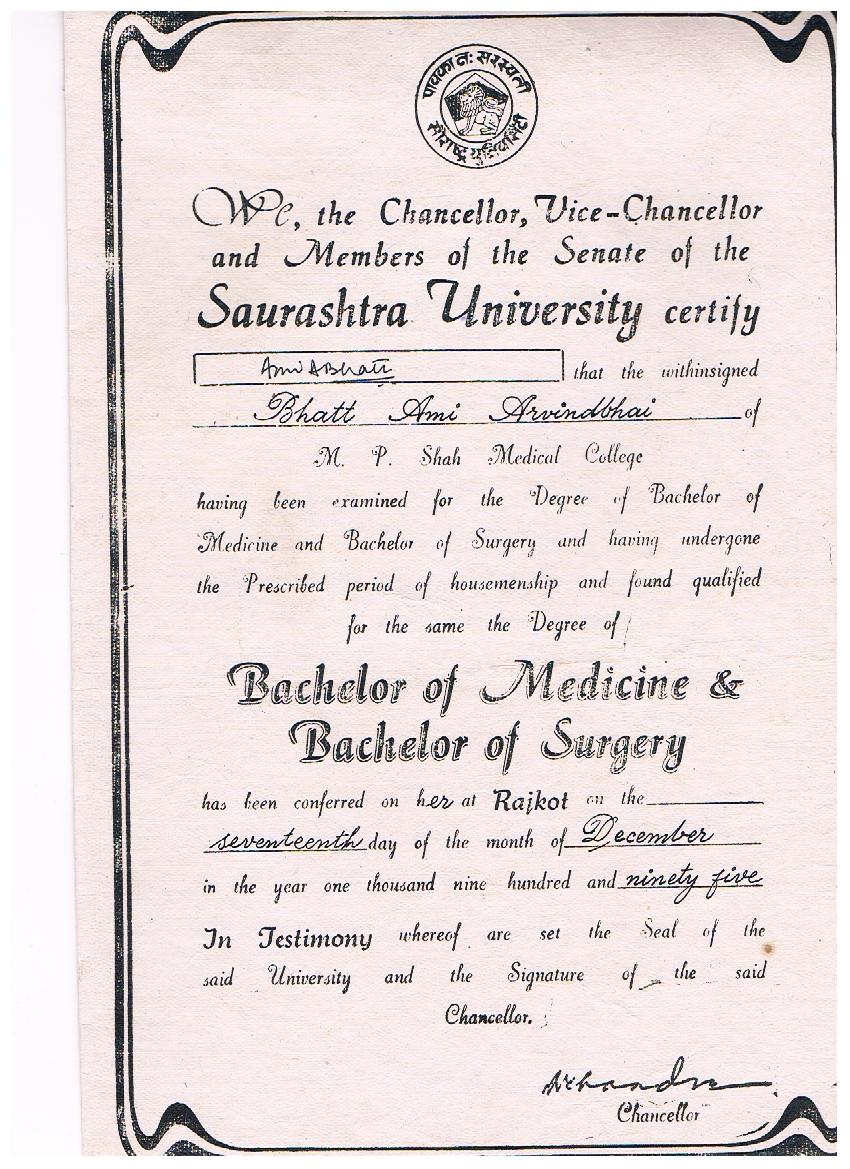 पावका नः सरस्वती
सौराष्ट्र युनिवर्सिटी
We, the Chancellor, Vice-Chancellor
and Members of the Senate of the
Saurashtra University certify
Ami A Bhatt that the withinsigned
Bhatt Ami Arvindbhai of
M. P. Shah Medical College
having been examined for the Degree of Bachelor of
Medicine and Bachelor of Surgery and having undergone
the Prescribed period of housemenship and found qualified
for the same the Degree of
Bachelor of Medicine &
Bachelor of Surgery
has been conferred on her at Rajkot on the
seventeenth day of the month of December
in the year one thousand nine hundred and ninety five
In Testimony whereof are set the Seal of the
said University and the Signature of the said
Chancellor.
Chancellor